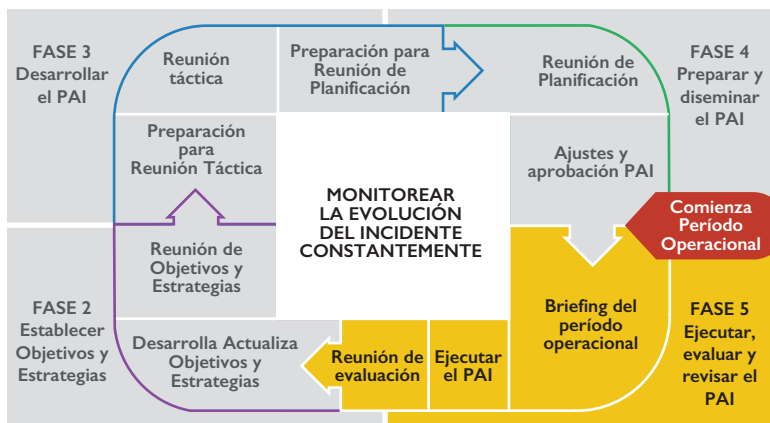 FASE 3
Desarrollar
el PAI
Reunión
táctica
Preparación para
Reunión de
Planificación
Reunión de
Planificación
FASE 4
Preparar y
diseminar
el PAI
Preparación
para
Reunión Táctica
Ajustes y
aprobación PAI
MONITOREAR
LA EVOLUCIÓN
DEL INCIDENTE
CONSTANTEMENTE
Comienza
Período
Operacional
Reunión de
Objetivos y
Estrategias
FASE 2
Establecer
Objetivos y
Estrategias
Desarrolla Actualiza
Objetivos y
Estrategias
Reunión de
evaluación
Ejecutar
el PAI
Briefing del
período
operacional
FASE 5
Ejecutar,
evaluar y
revisar el
PAI